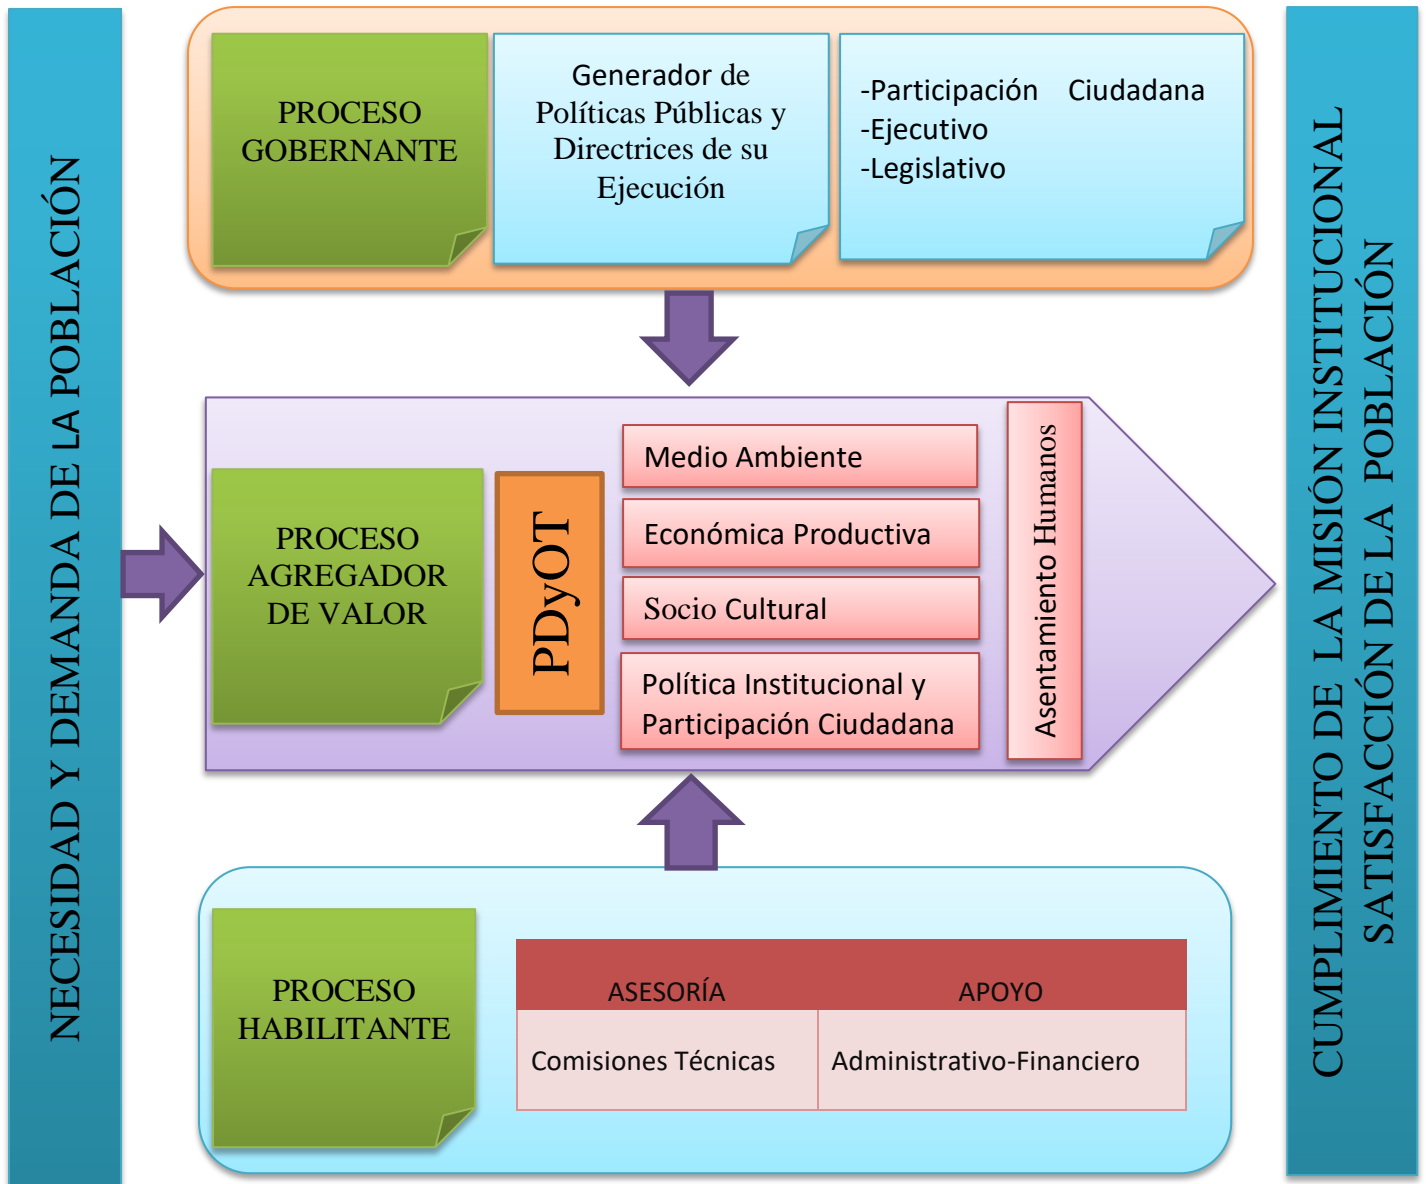 NECESIDAD Y DEMANDA DE LA POBLACIÓN
PROCESO
GOBERNANTE
Generador de
Políticas Públicas y
Directrices de su
Ejecución
-Participación Ciudadana
-Ejecutivo
-Legislativo
PROCESO
AGREGADOR
DE VALOR
PDyOT
Medio Ambiente
Económica Productiva
Socio Cultural
Política Institucional y
Participación Ciudadana
Asentamiento Humanos
PROCESO
HABILITANTE
ASESORÍA
APOYO
Comisiones Técnicas
Administrativo-Financiero
CUMPLIMIENTO DE LA MISIÓN INSTITUCIONAL
SATISFACCIÓN DE LA POBLACIÓN